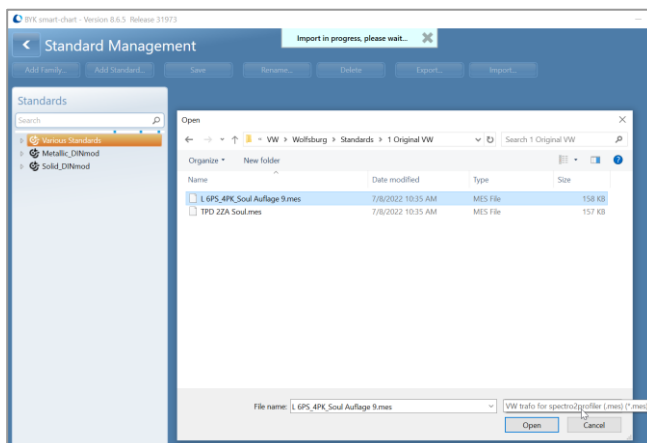 BYK smart-chart - Version 8.6.5 Release 31973
Import in progress, please wait...
Standard Management
Add Family... Add Standard... Save Rename... Delete Export... Import...
Standards
Search
Various Standards
Metallic_DINmod
Solid_DINmod
Open
VW > Wolfsburg > Standards > 1 Original VW
Search 1 Original VW
Organize New folder
Name Date modified Type Size
L 6PS_4PK_Soul Auflage 9.mes 7/8/2022 10:35 AM MES File 158 KB
TPD 2ZA Soul.mes 7/8/2022 10:35 AM MES File 157 KB
File name: L 6PS_4PK_Soul Auflage 9.mes VW trafo for spectro2profiler (.mes) (*.mes)
Open Cancel